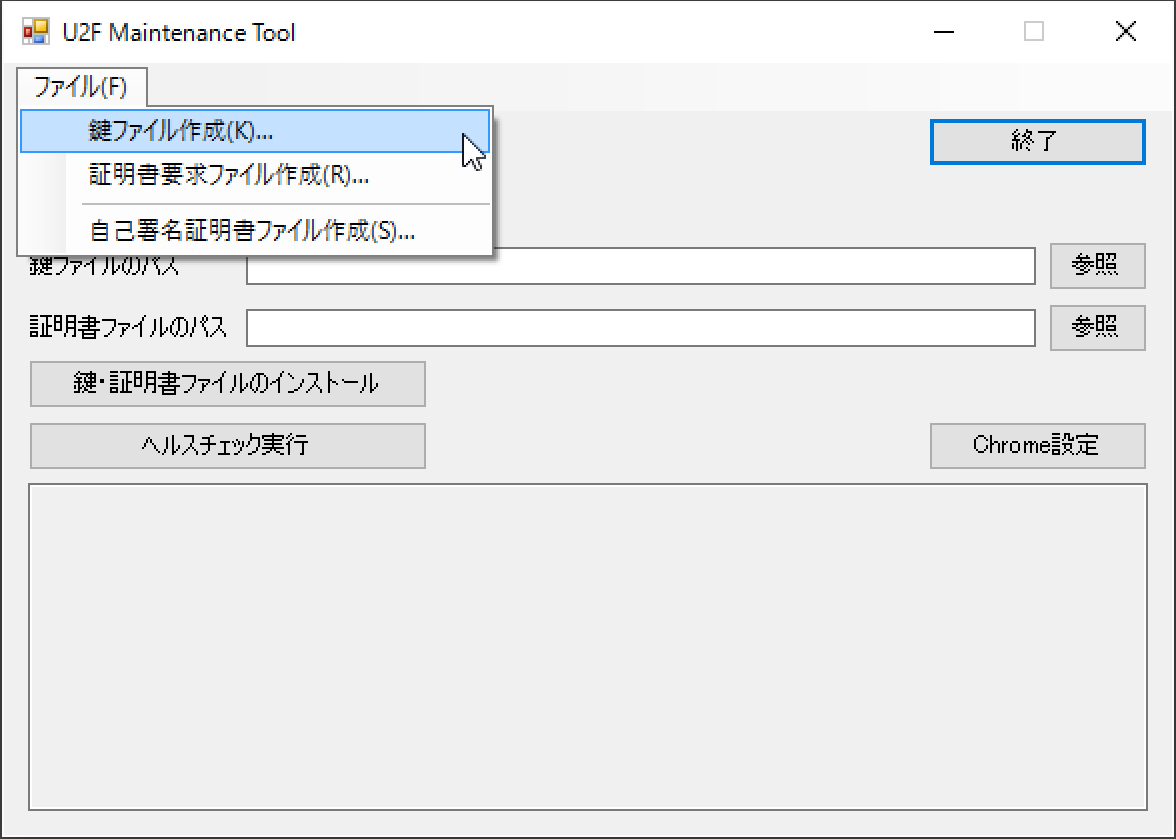 U2F Maintenance Tool
ファイル(F)
鍵ファイル作成(K)...
証明書要求ファイル作成(R)...
自己署名証明書ファイル作成(S)...
終了
鍵ファイルのパス
参照
証明書ファイルのパス
参照
鍵・証明書ファイルのインストール
ヘルスチェック実行
Chrome設定